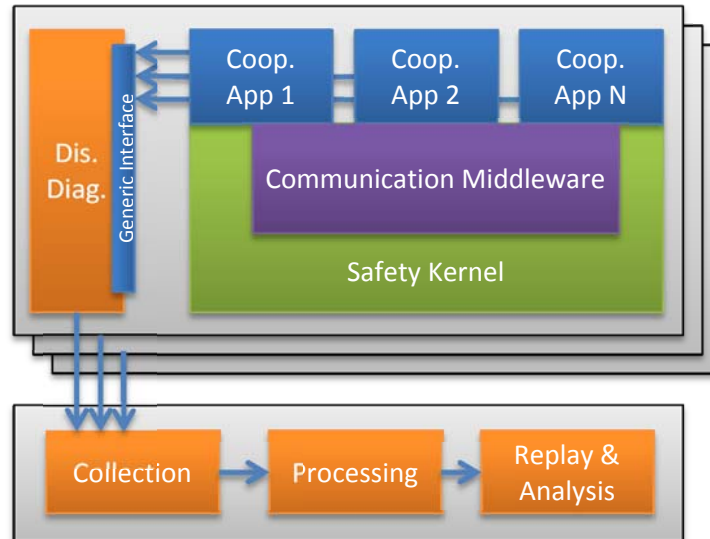 Dis.
Diag.
Generic Interface
Coop.
App 1
Coop.
App 2
Coop.
App N
Communication Middleware
Safety Kernel
Collection
Processing
Replay &
Analysis